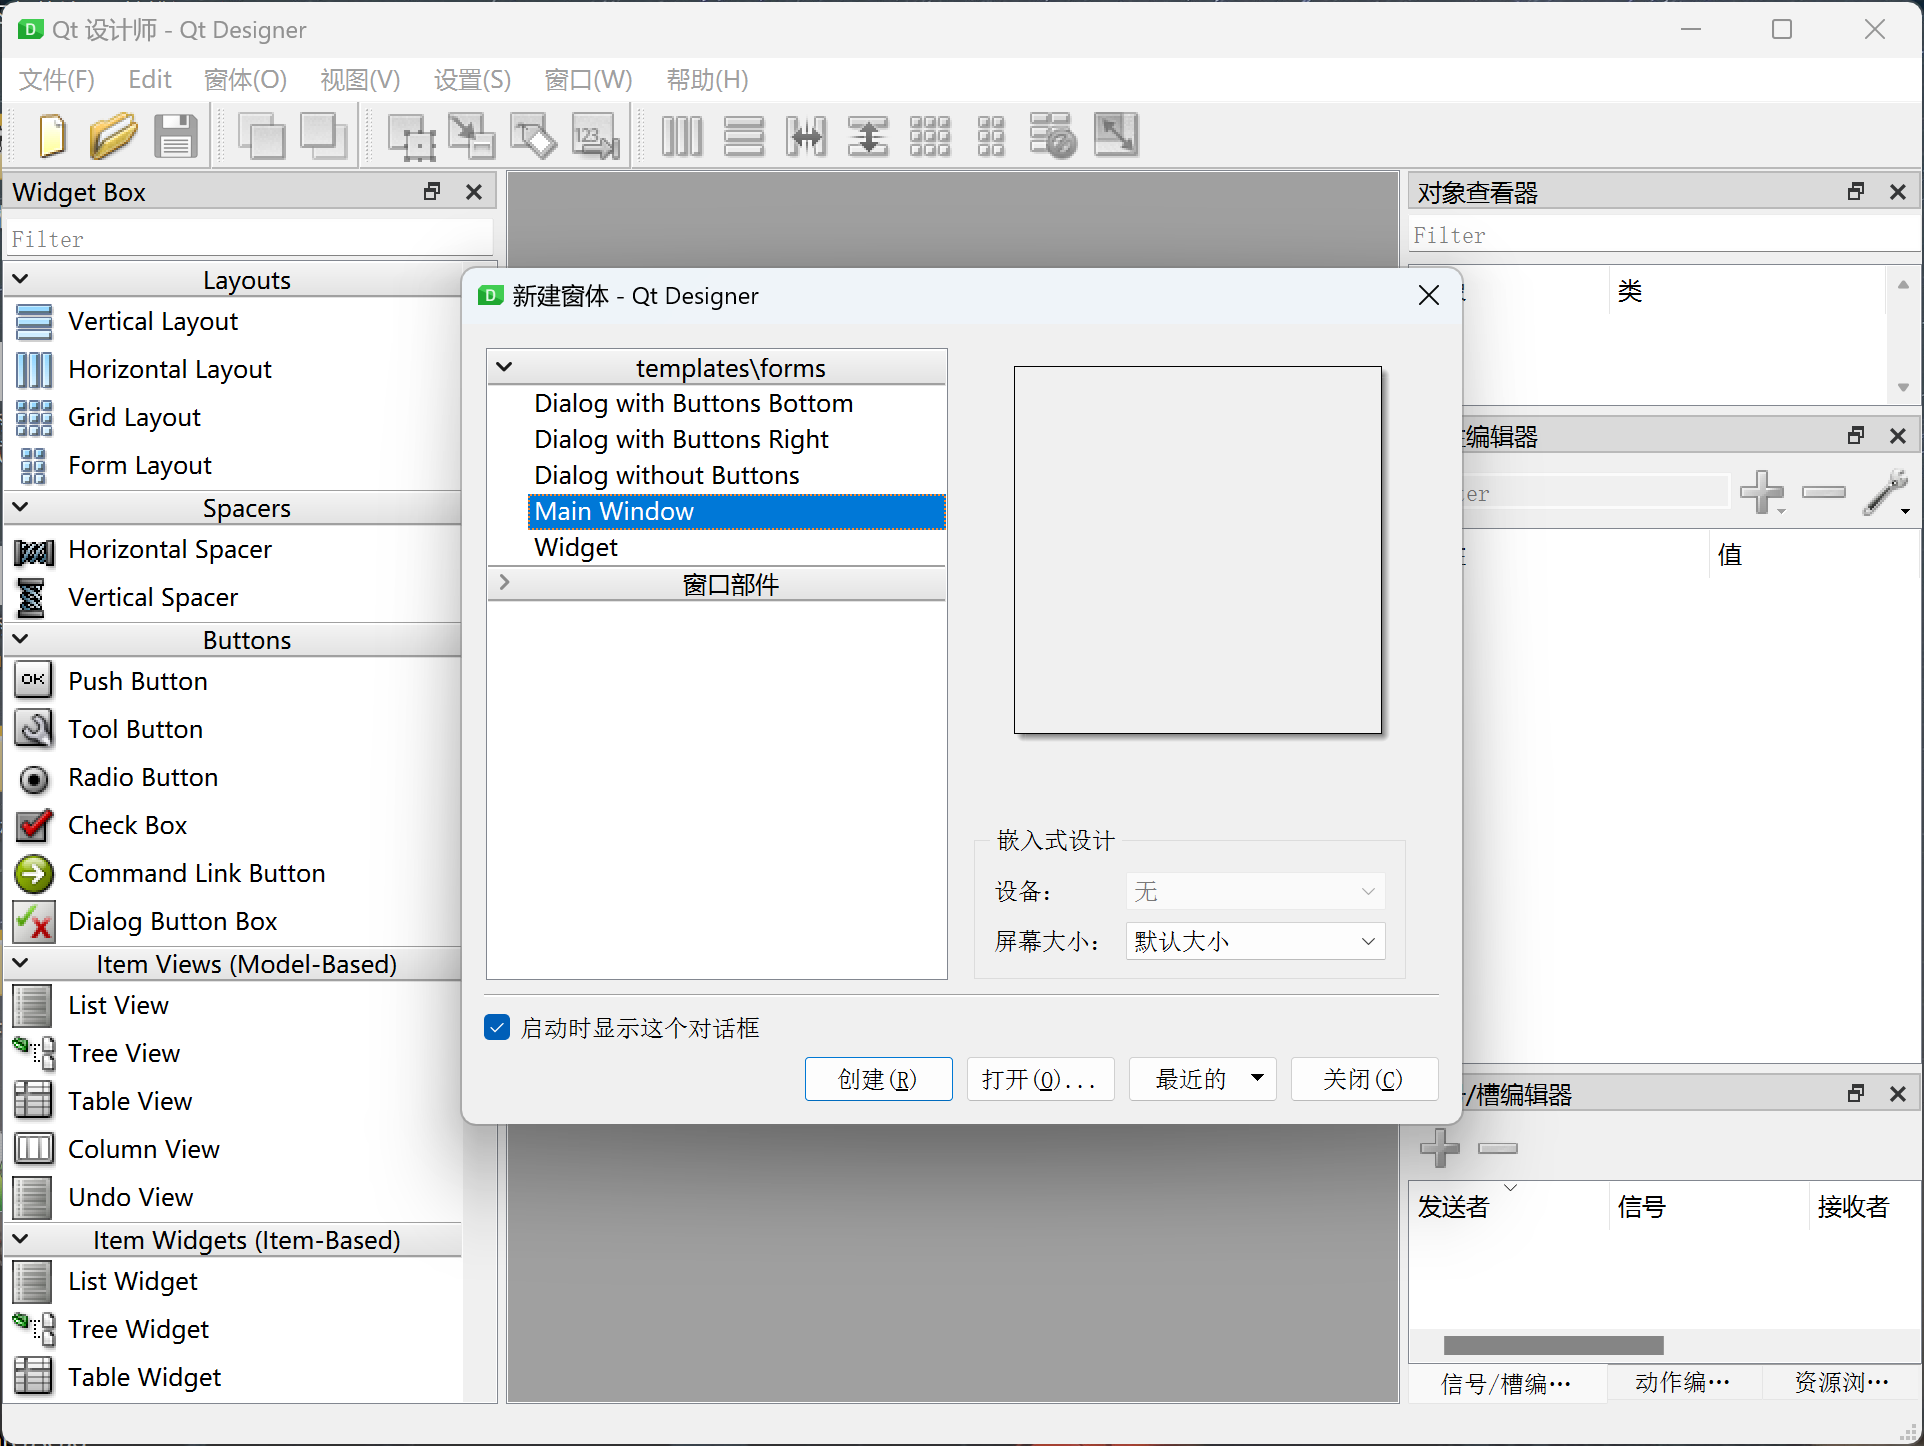 Qt 设计师 - Qt Designer
文件(F) Edit 窗体(O) 视图(V) 设置(S) 窗口(W) 帮助(H)
123
Widget Box
Filter
Layouts
Vertical Layout
Horizontal Layout
Grid Layout
Form Layout
Spacers
Horizontal Spacer
Vertical Spacer
Buttons
OK Push Button
Tool Button
Radio Button
Check Box
Command Link Button
Dialog Button Box
Item Views (Model-Based)
List View
Tree View
Table View
Column View
Undo View
Item Widgets (Item-Based)
List Widget
Tree Widget
Table Widget
新建窗体 - Qt Designer
templates\forms
Dialog with Buttons Bottom
Dialog with Buttons Right
Dialog without Buttons
Main Window
Widget
窗口部件
嵌入式设计
设备： 无
屏幕大小： 默认大小
启动时显示这个对话框
创建(R) 打开(O)... 最近的 关闭(C)
对象查看器
Filter
类
编辑器
er
值
/槽编辑器
发送者 信号 接收者
信号/槽编… 动作编… 资源浏…